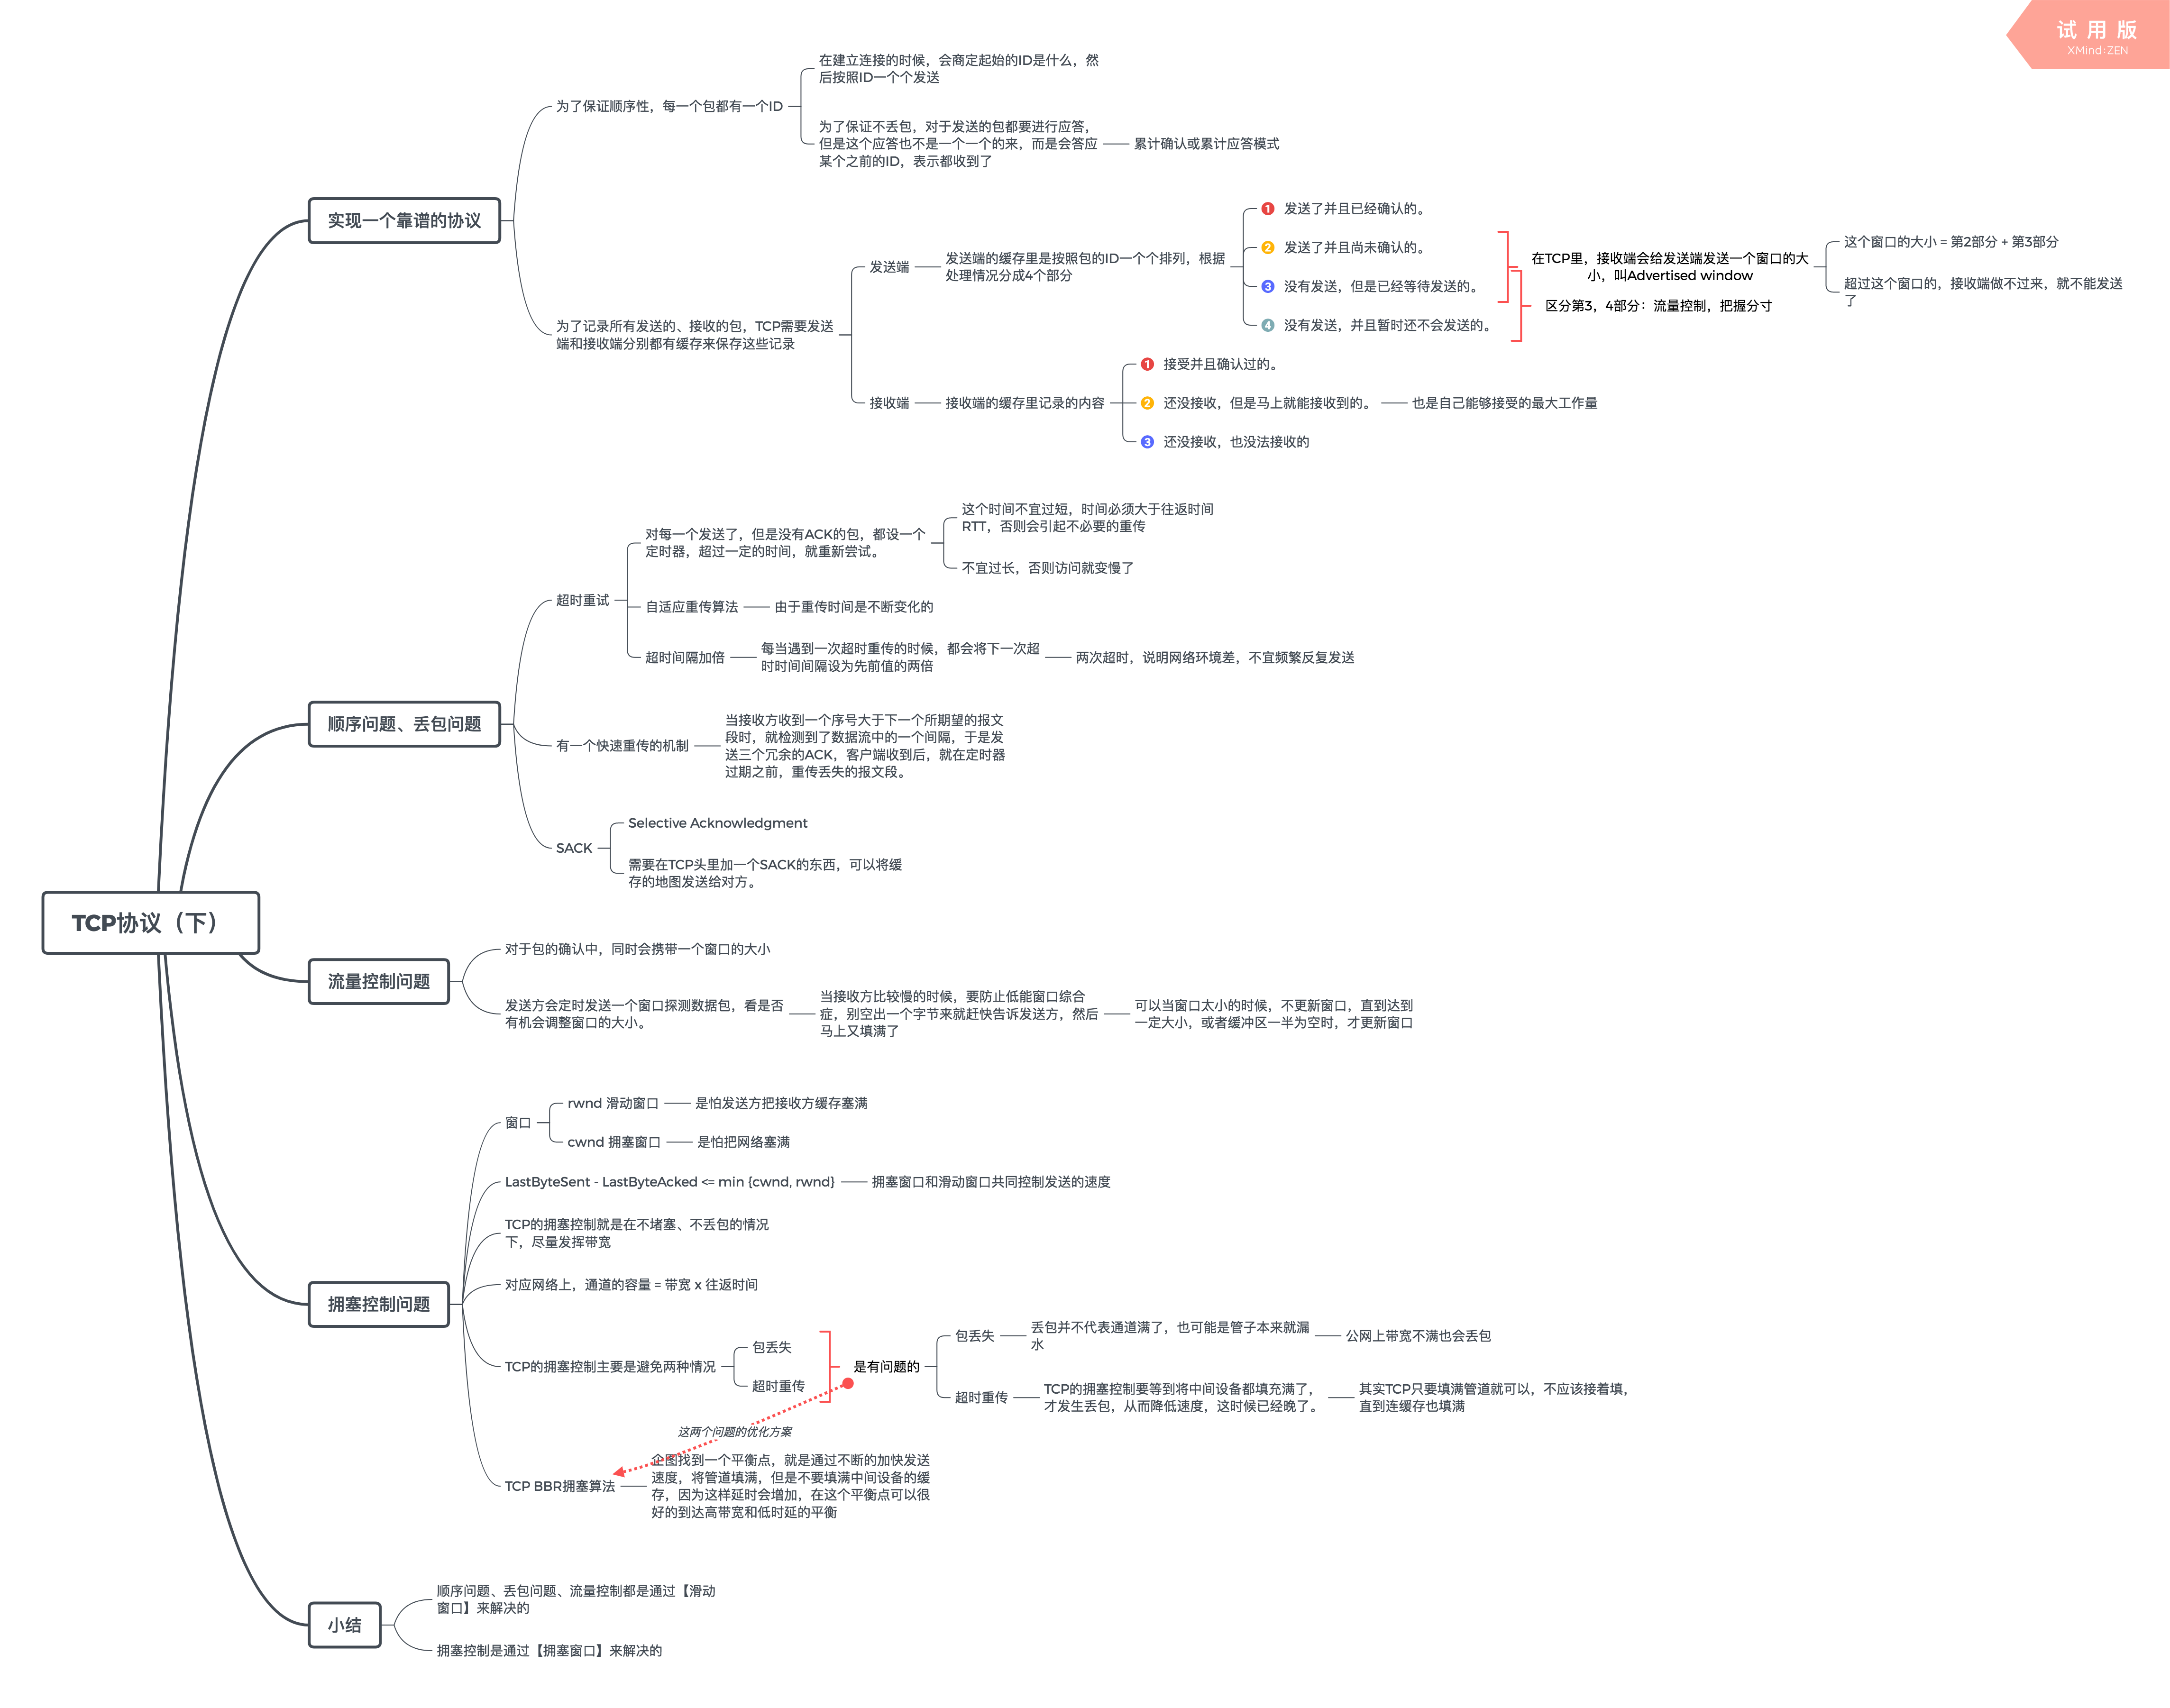 试 用 版
XMind:ZEN
TCP协议（下）
实现一个靠谱的协议
为了保证顺序性，每一个包都有一个ID
在建立连接的时候，会商定起始的ID是什么，然
后按照ID一个个发送
为了保证不丢包，对于发送的包都要进行应答，
但是这个应答也不是一个一个的来，而是会答应
某个之前的ID，表示都收到了
累计确认或累计应答模式
为了记录所有发送的、接收的包，TCP需要发送
端和接收端分别都有缓存来保存这些记录
发送端
发送端的缓存里是按照包的ID一个个排列，根据
处理情况分成4个部分
1 发送了并且已经确认的。
2 发送了并且尚未确认的。
3 没有发送，但是已经等待发送的。
4 没有发送，并且暂时还不会发送的。
在TCP里，接收端会给发送端发送一个窗口的大
小，叫Advertised window
这个窗口的大小 = 第2部分 + 第3部分
超过这个窗口的，接收端做不过来，就不能发送
了
区分第3，4部分：流量控制，把握分寸
接收端
接收端的缓存里记录的内容
1 接受并且确认过的。
2 还没接收，但是马上就能接收到的。
也是自己能够接受的最大工作量
3 还没接收，也没法接收的
顺序问题、丢包问题
超时重试
对每一个发送了，但是没有ACK的包，都设一个
定时器，超过一定的时间，就重新尝试。
这个时间不宜过短，时间必须大于往返时间
RTT，否则会引起不必要的重传
不宜过长，否则访问就变慢了
自适应重传算法
由于重传时间是不断变化的
超时间隔加倍
每当遇到一次超时重传的时候，都会将下一次超
时时间间隔设为先前值的两倍
两次超时，说明网络环境差，不宜频繁反复发送
有一个快速重传的机制
当接收方收到一个序号大于下一个所期望的报文
段时，就检测到了数据流中的一个间隔，于是发
送三个冗余的ACK，客户端收到后，就在定时器
过期之前，重传丢失的报文段。
SACK
Selective Acknowledgment
需要在TCP头里加一个SACK的东西，可以将缓
存的地图发送给对方。
流量控制问题
对于包的确认中，同时会携带一个窗口的大小
发送方会定时发送一个窗口探测数据包，看是否
有机会调整窗口的大小。
当接收方比较慢的时候，要防止低能窗口综合
症，别空出一个字节来就赶快告诉发送方，然后
马上又填满了
可以当窗口太小的时候，不更新窗口，直到达到
一定大小，或者缓冲区一半为空时，才更新窗口
拥塞控制问题
窗口
rwnd 滑动窗口
是怕发送方把接收方缓存塞满
cwnd 拥塞窗口
是怕把网络塞满
LastByteSent - LastByteAcked <= min {cwnd, rwnd}
拥塞窗口和滑动窗口共同控制发送的速度
TCP的拥塞控制就是在不堵塞、不丢包的情况
下，尽量发挥带宽
对应网络上，通道的容量 = 带宽 x 往返时间
TCP的拥塞控制主要是避免两种情况
包丢失
超时重传
是有问题的
包丢失
丢包并不代表通道满了，也可能是管子本来就漏
水
公网上带宽不满也会丢包
超时重传
TCP的拥塞控制要等到将中间设备都填充满了，
才发生丢包，从而降低速度，这时候已经晚了。
其实TCP只要填满管道就可以，不应该接着填，
直到连缓存也填满
这两个问题的优化方案
TCP BBR拥塞算法
企图找到一个平衡点，就是通过不断的加快发送
速度，将管道填满，但是不要填满中间设备的缓
存，因为这样延时会增加，在这个平衡点可以很
好的到达高带宽和低时延的平衡
小结
顺序问题、丢包问题、流量控制都是通过【滑动
窗口】来解决的
拥塞控制是通过【拥塞窗口】来解决的